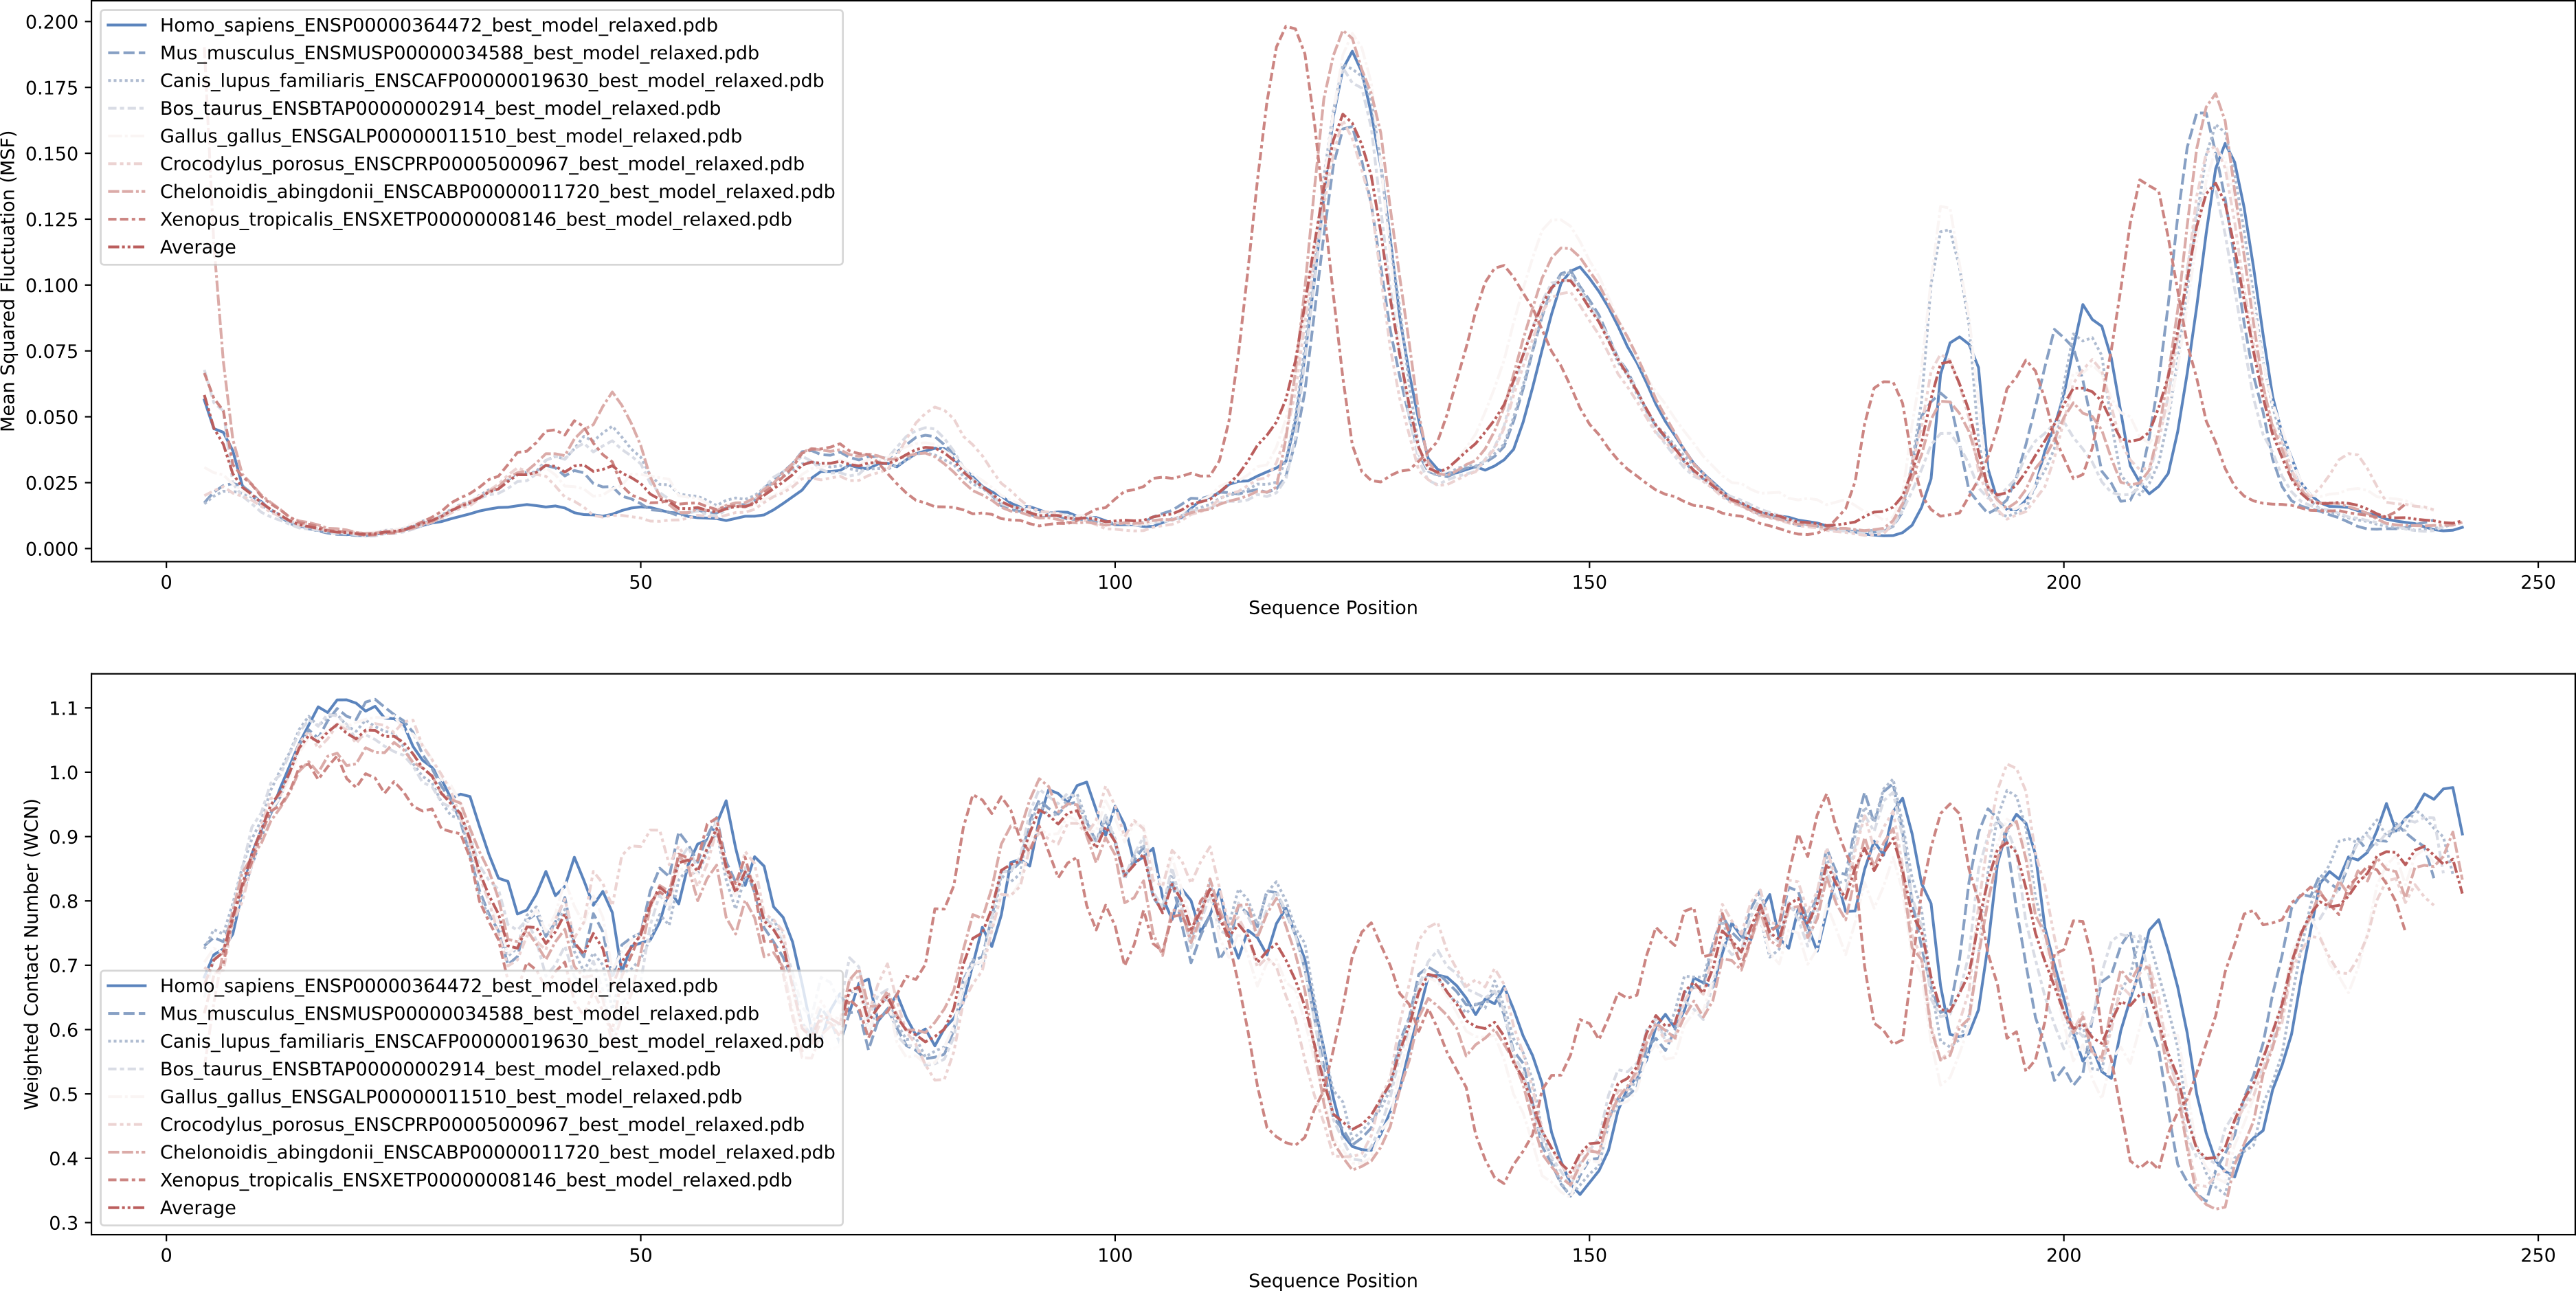 0.200
0.175
0.150
0.125
0.100
0.075
0.050
0.025
0.000
Mean Squared Fluctuation (MSF)
Homo_sapiens_ENSP00000364472_best_model_relaxed.pdb
Mus_musculus_ENSMUSP00000034588_best_model_relaxed.pdb
Canis_lupus_familiaris_ENSCAFP00000019630_best_model_relaxed.pdb
Bos_taurus_ENSBTAP00000002914_best_model_relaxed.pdb
Gallus_gallus_ENSGALP00000011510_best_model_relaxed.pdb
Crocodylus_porosus_ENSCPRP00005000967_best_model_relaxed.pdb
Chelonoidis_abingdonii_ENSCABP00000011720_best_model_relaxed.pdb
Xenopus_tropicalis_ENSXETP00000008146_best_model_relaxed.pdb
Average
0 50 100 150 200 250
Sequence Position
1.1
1.0
0.9
0.8
0.7
0.6
0.5
0.4
0.3
Weighted Contact Number (WCN)
Homo_sapiens_ENSP00000364472_best_model_relaxed.pdb
Mus_musculus_ENSMUSP00000034588_best_model_relaxed.pdb
Canis_lupus_familiaris_ENSCAFP00000019630_best_model_relaxed.pdb
Bos_taurus_ENSBTAP00000002914_best_model_relaxed.pdb
Gallus_gallus_ENSGALP00000011510_best_model_relaxed.pdb
Crocodylus_porosus_ENSCPRP00005000967_best_model_relaxed.pdb
Chelonoidis_abingdonii_ENSCABP00000011720_best_model_relaxed.pdb
Xenopus_tropicalis_ENSXETP00000008146_best_model_relaxed.pdb
Average
0 50 100 150 200 250
Sequence Position